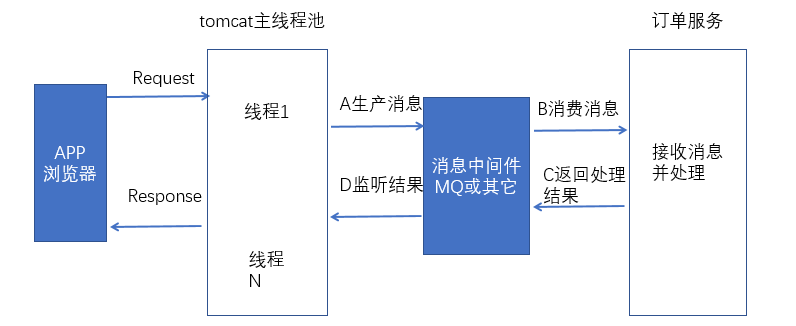 tomcat主线程池
订单服务
Request
线程1
A生产消息
B消费消息
APP
浏览器
消息中间件
MQ或其它
接收消息
并处理
Response
D监听结果
C返回处理
结果
线程
N